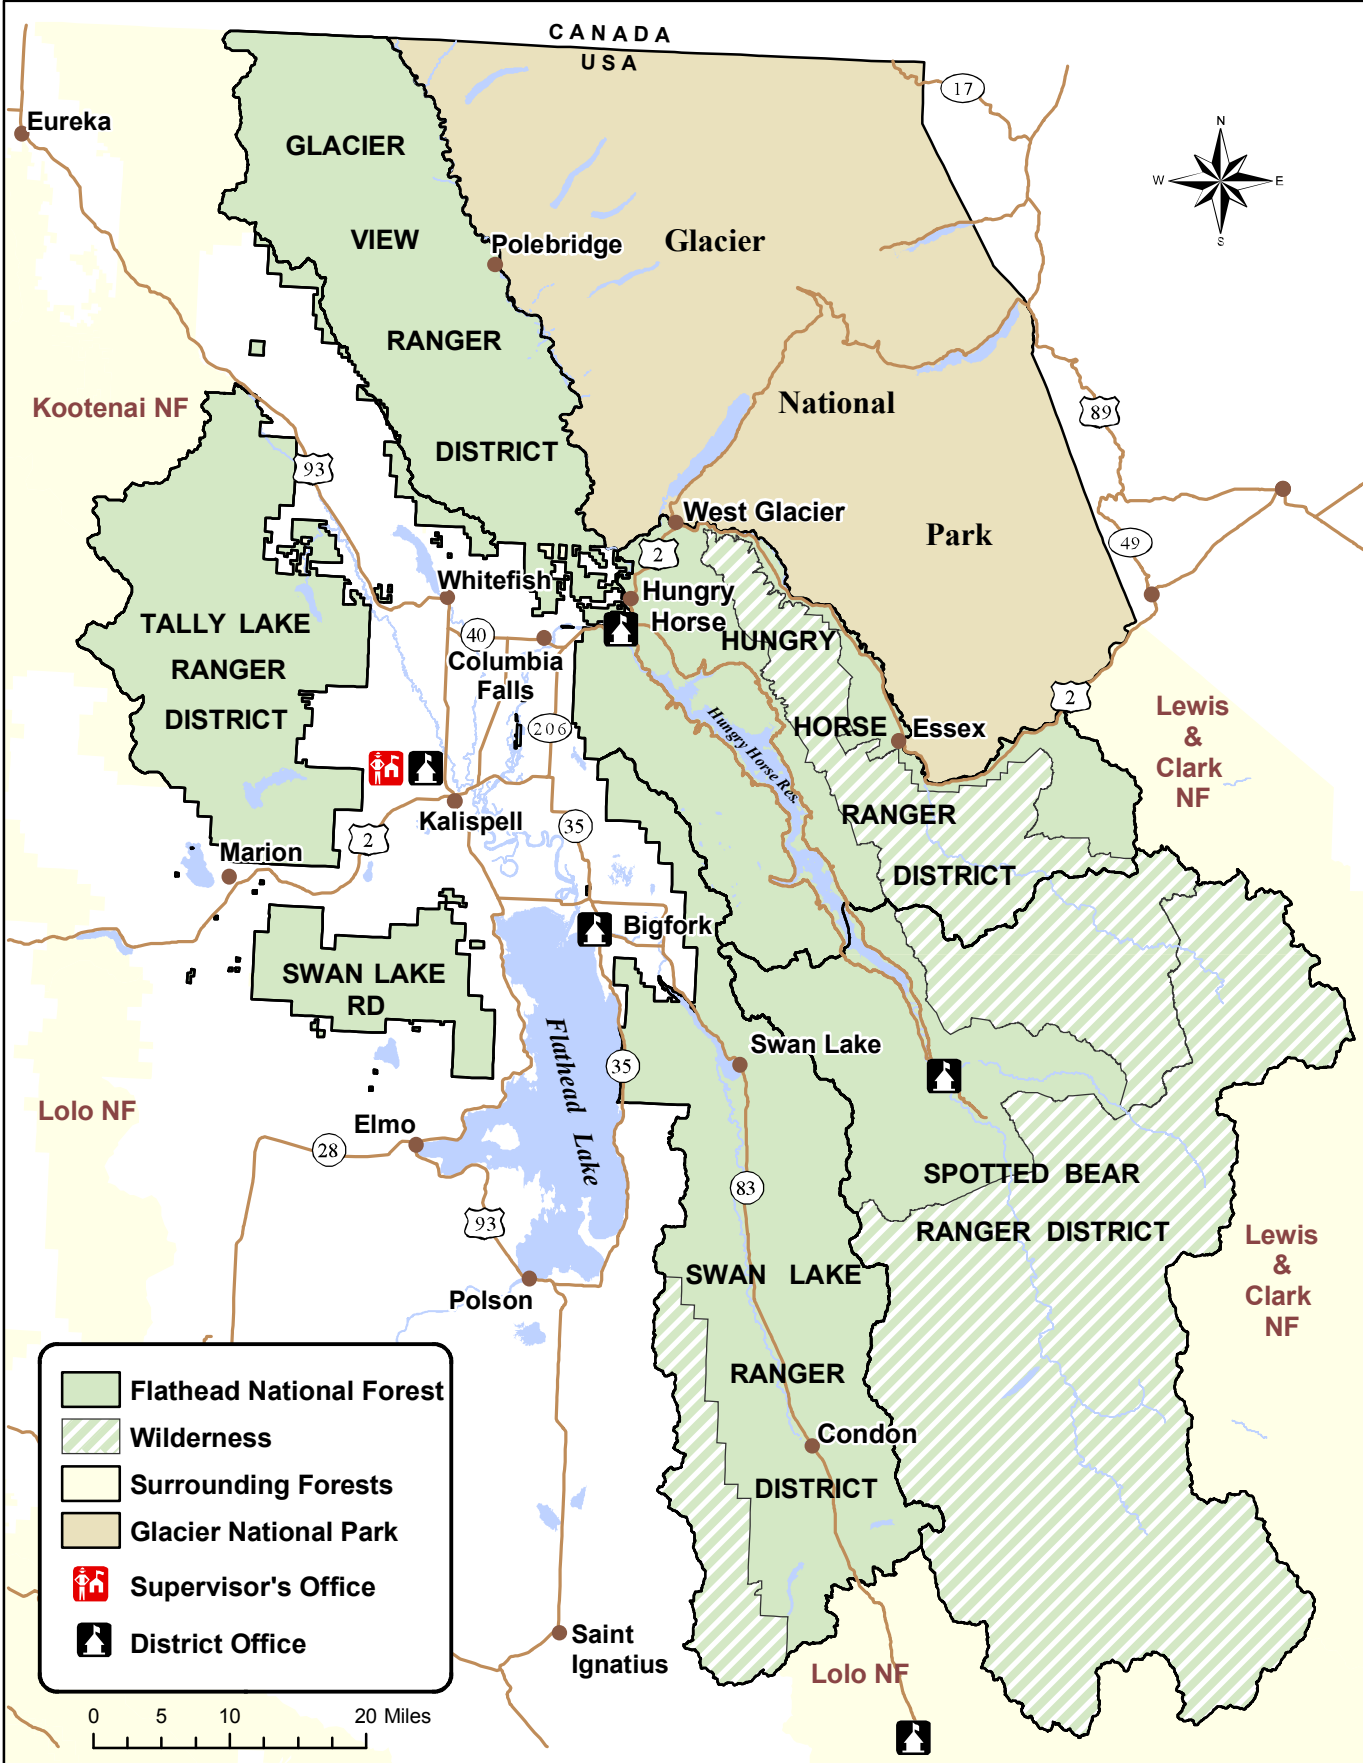 CANADA
USA
17
Eureka
N
W
E
S
GLACIER
VIEW
RANGER
DISTRICT
Polebridge
Glacier
National
Park
Kootenai NF
89
93
West Glacier
49
2
Whitefish
Hungry
Horse
40
Columbia
Falls
206
TALLY LAKE
RANGER
DISTRICT
HUNGRY
HORSE
RANGER
DISTRICT
Hungry Horse Res.
Essex
2
Lewis
&
Clark
NF
Kalispell
2
35
Marion
Bigfork
SWAN LAKE
RD
Flathead Lake
35
Swan Lake
Lolo NF
Elmo
28
93
83
SPOTTED BEAR
RANGER DISTRICT
Lewis
&
Clark
NF
SWAN LAKE
RANGER
DISTRICT
Polson
Condon
Flathead National Forest
Wilderness
Surrounding Forests
Glacier National Park
Supervisor's Office
District Office
Saint
Ignatius
Lolo NF
0 5 10 20 Miles